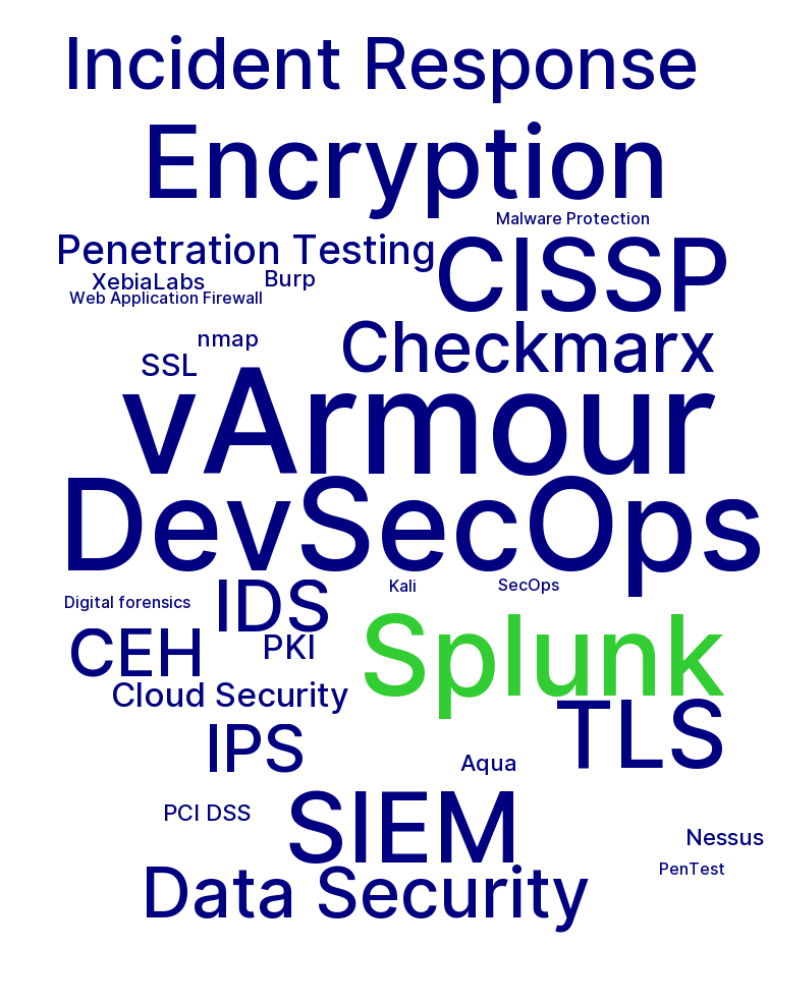 Incident Response
Encryption
Malware Protection
Penetration Testing
CISSP
XebiaLabs
Burp
Web Application Firewall
nmap
Checkmarx
SSL
vArmour
DevSecOps
Kali
SecOps
Digital forensics
IDS
CEH
PKI
Splunk
Cloud Security
TLS
IPS
Aqua
PCI DSS
SIEM
Nessus
PenTest
Data Security